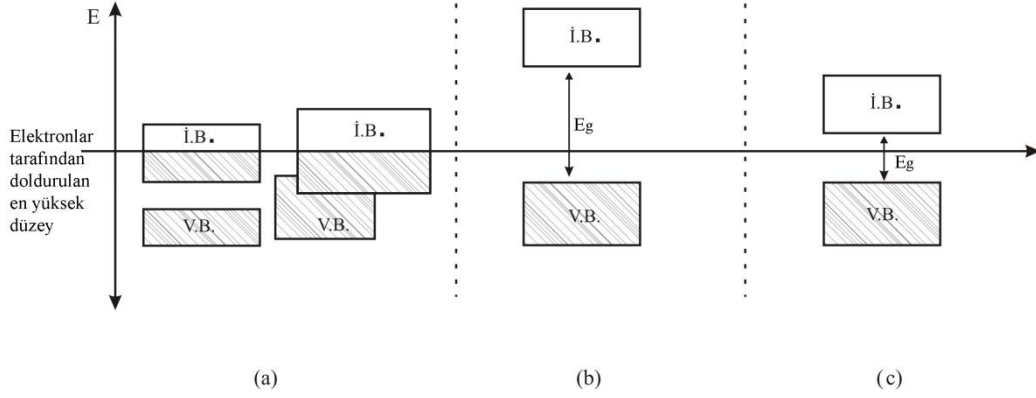 E
Elektronlar
tarafından
doldurulan
en yüksek
düzey
İ.B.
V.B.
İ.B.
V.B.
İ.B.
Eg
V.B.
İ.B.
Eg
V.B.
(a)
(b)
(c)